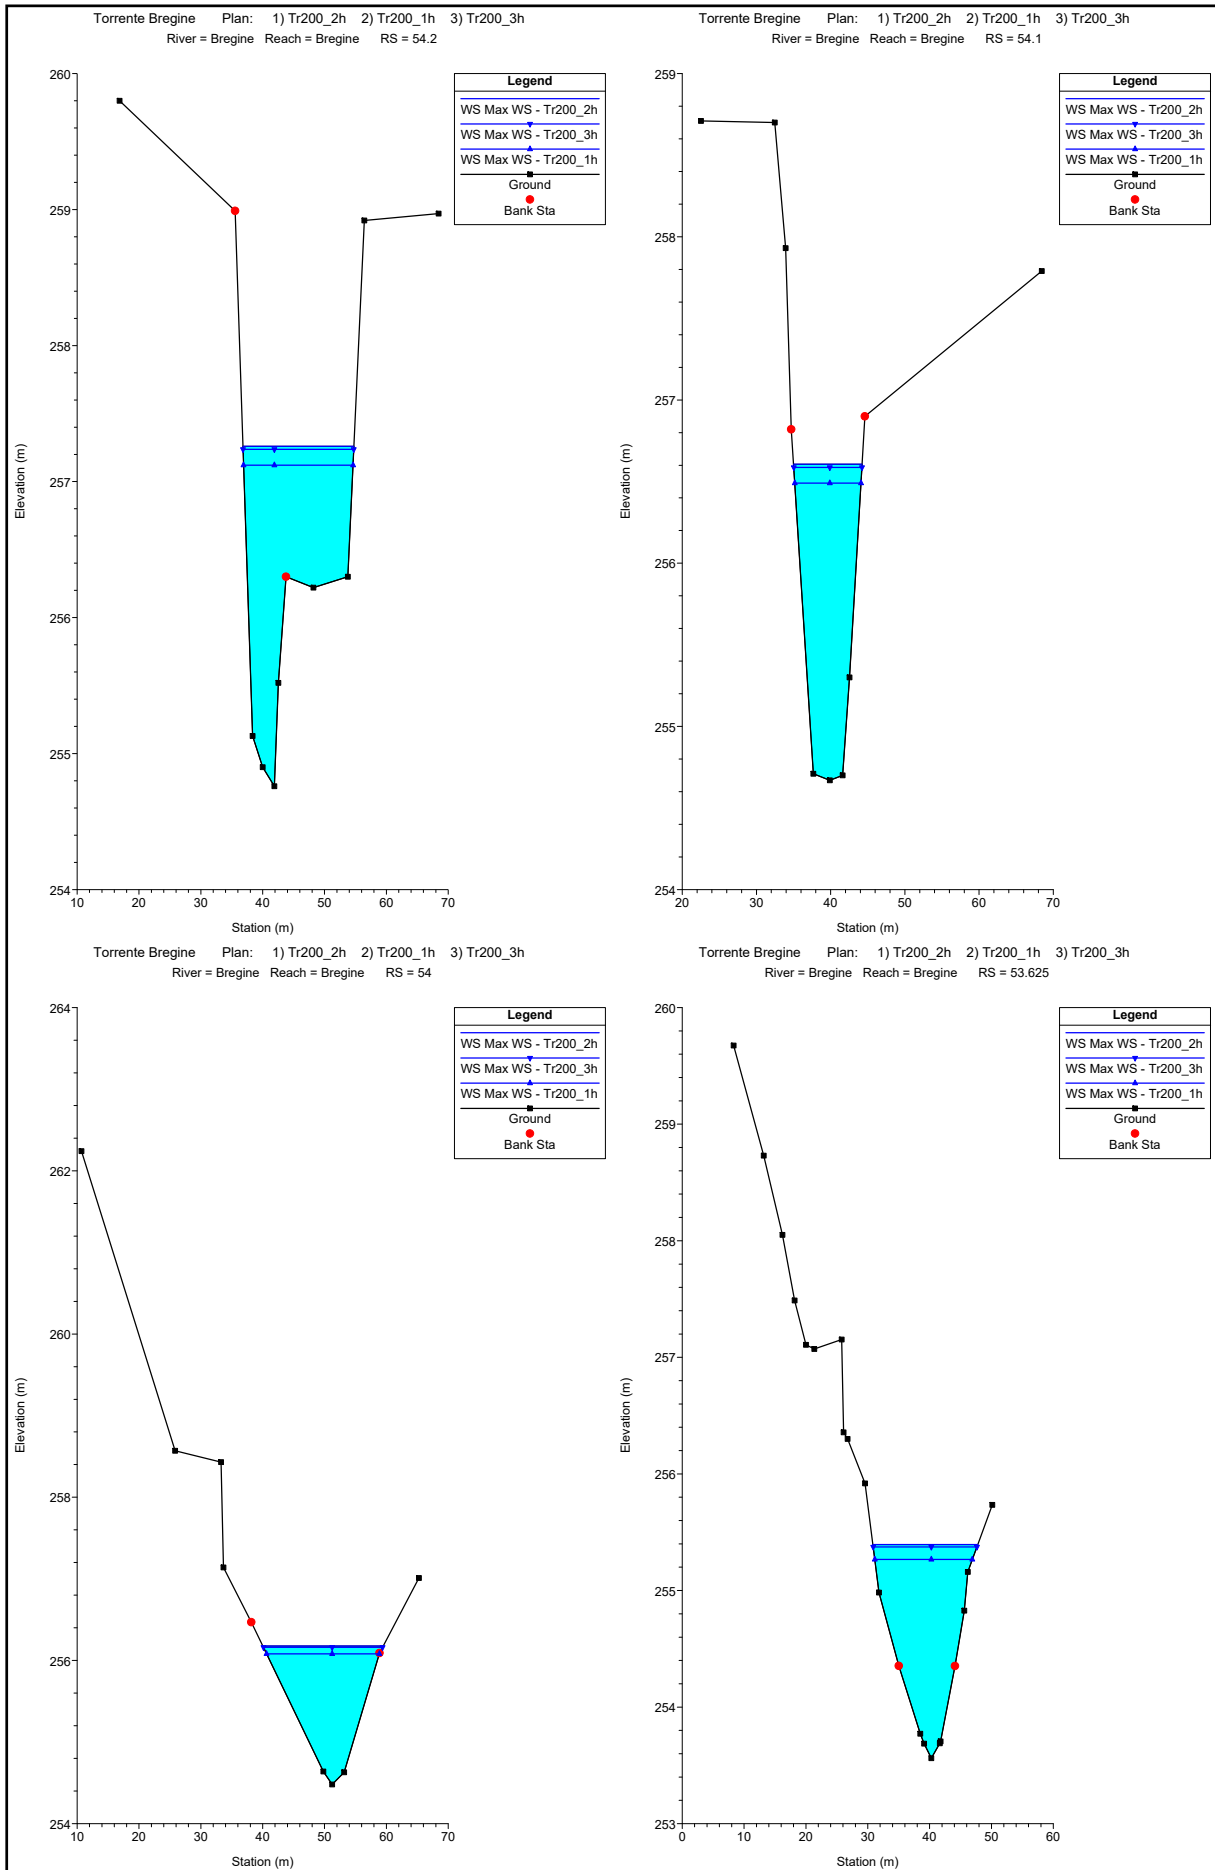 Torrente Bregine Plan: 1) Tr200_2h 2) Tr200_1h 3) Tr200_3h
River = Bregine Reach = Bregine RS = 54.2
Legend
WS Max WS - Tr200_2h
WS Max WS - Tr200_3h
WS Max WS - Tr200_1h
Ground
Bank Sta
260
259
258
257
256
255
254
Elevation (m)
10 20 30 40 50 60 70
Station (m)
Torrente Bregine Plan: 1) Tr200_2h 2) Tr200_1h 3) Tr200_3h
River = Bregine Reach = Bregine RS = 54.1
Legend
WS Max WS - Tr200_2h
WS Max WS - Tr200_3h
WS Max WS - Tr200_1h
Ground
Bank Sta
259
258
257
256
255
254
Elevation (m)
20 30 40 50 60 70
Station (m)
Torrente Bregine Plan: 1) Tr200_2h 2) Tr200_1h 3) Tr200_3h
River = Bregine Reach = Bregine RS = 54
Legend
WS Max WS - Tr200_2h
WS Max WS - Tr200_3h
WS Max WS - Tr200_1h
Ground
Bank Sta
264
262
260
258
256
254
Elevation (m)
10 20 30 40 50 60 70
Station (m)
Torrente Bregine Plan: 1) Tr200_2h 2) Tr200_1h 3) Tr200_3h
River = Bregine Reach = Bregine RS = 53.625
Legend
WS Max WS - Tr200_2h
WS Max WS - Tr200_3h
WS Max WS - Tr200_1h
Ground
Bank Sta
260
259
258
257
256
255
254
253
Elevation (m)
0 10 20 30 40 50 60
Station (m)